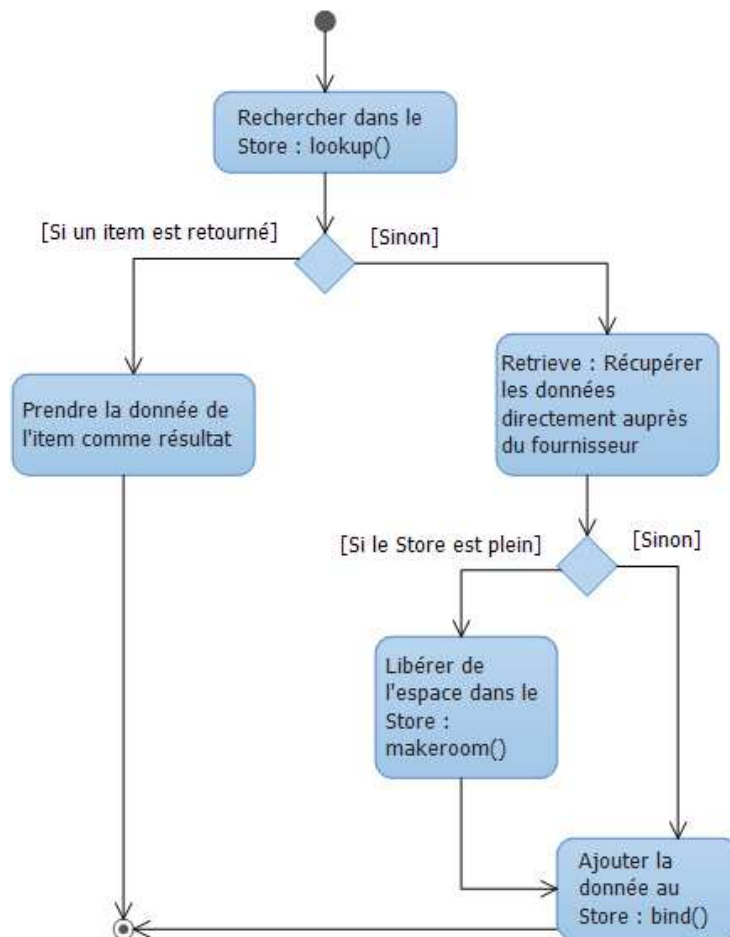 Rechercher dans le
Store : lookup()
[Si un item est retourné]
[Sinon]
Prendre la donnée de
l'item comme résultat
Retrieve : Récupérer
les données
directement auprès
du fournisseur
[Si le Store est plein]
[Sinon]
Libérer de
l'espace dans le
Store :
makeroom()
Ajouter la
donnée au
Store : bind()